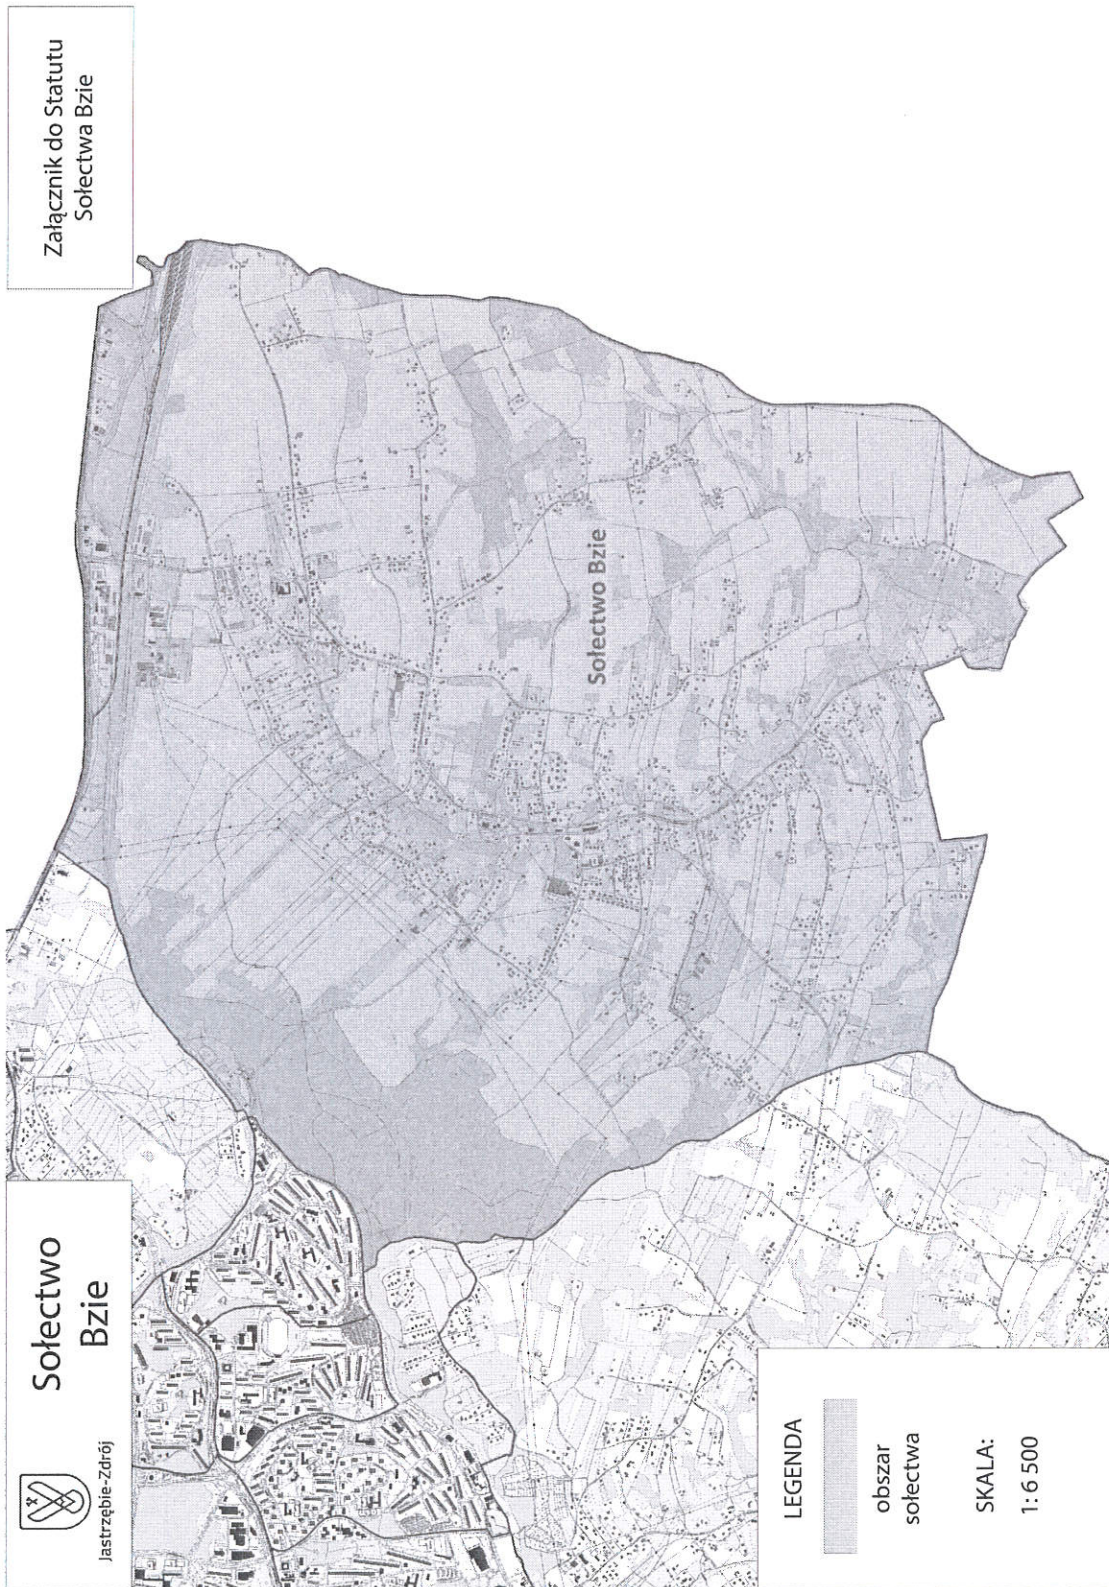 Sołectwo
Bzie
Jastrzębie-Zdrój
Załącznik do Statutu
Sołectwa Bzie
Sołectwo Bzie
LEGENDA
obszar
sołectwa
SKALA:
1: 6 500